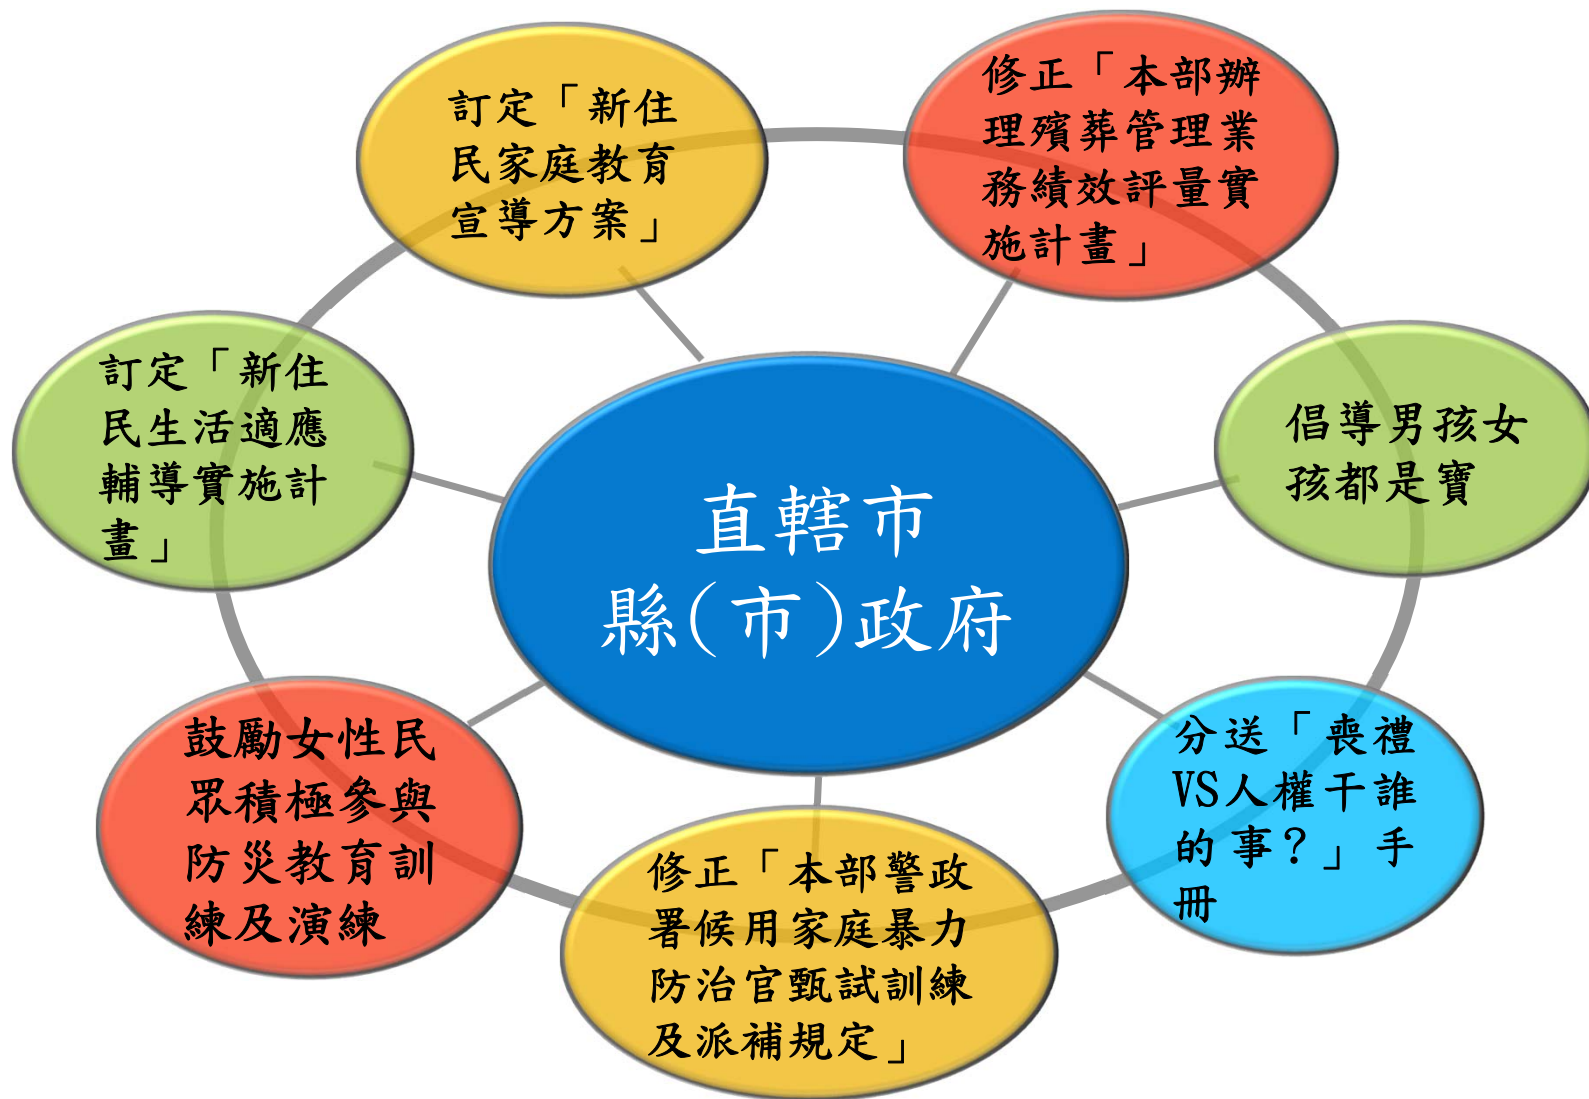 訂定「新住
民家庭教育
宣導方案」
修正「本部辦
理殯葬管理業
務績效評量實
施計畫」
訂定「新住
民生活適應
輔導實施計
畫」
倡導男孩女
孩都是寶
直轄市
縣(市)政府
鼓勵女性民
眾積極參與
防災教育訓
練及演練
修正「本部警政
署候用家庭暴力
防治官甄試訓練
及派補規定」
分送「喪禮
VS人權干誰
的事?」手
冊